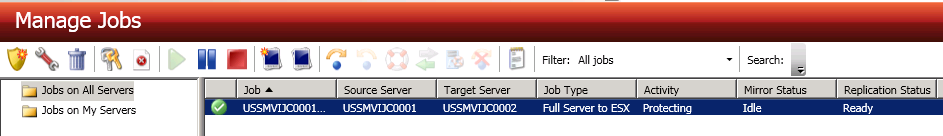 Manage Jobs
Filter: All jobs Search:
Jobs on All Servers
Jobs on My Servers
Job Source Server Target Server Job Type Activity Mirror Status Replication Status
USSMVIJC0001... USSMVIJC0001 USSMVIJC0002 Full Server to ESX Protecting Idle Ready